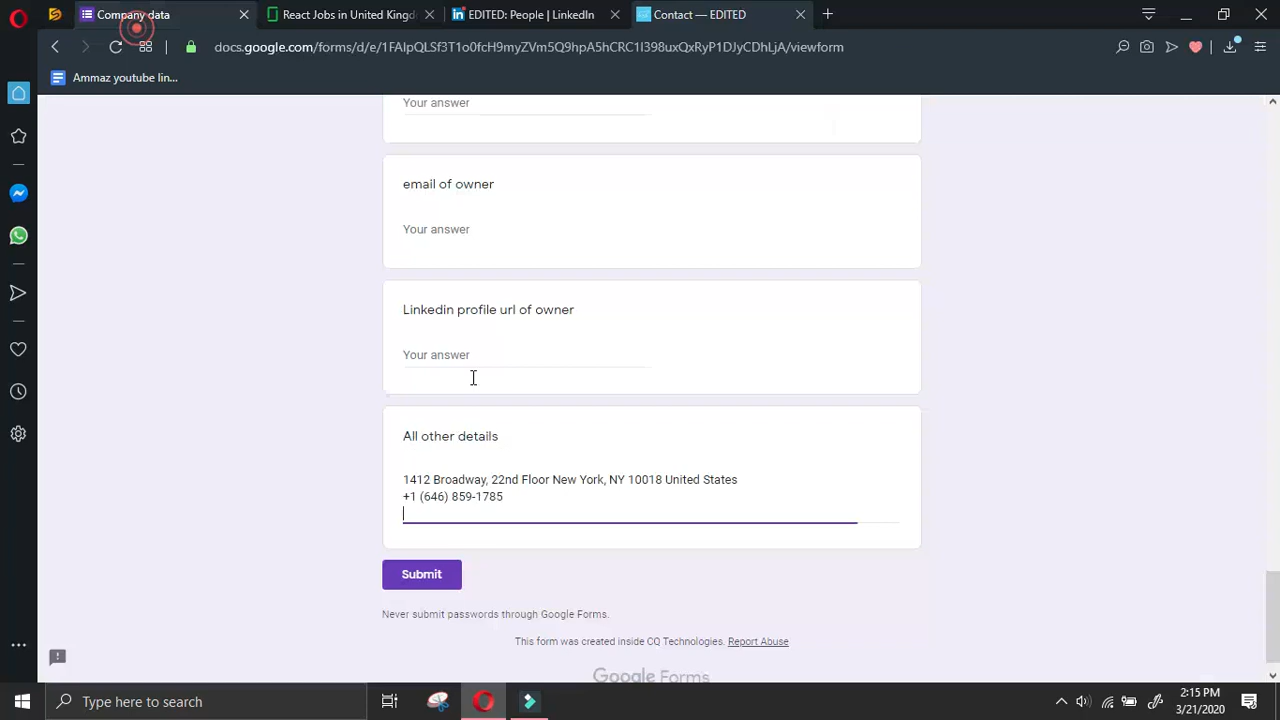 Company data
React Jobs in United Kingd
EDITED: People | LinkedIn
Contact — EDITED
docs.google.com/forms/d/e/1FAIpQLSf3T1o0fcH9myZVm5Q9hpA5hCRC1I398uxQxRyP1DJyCDhLjA/viewform
Ammaz youtube lin...
Your answer
email of owner
Your answer
Linkedin profile url of owner
Your answer
All other details
1412 Broadway, 22nd Floor New York, NY 10018 United States
+1 (646) 859-1785
Submit
Never submit passwords through Google Forms.
This form was created inside CQ Technologies. Report Abuse
Google Forms
Type here to search
2:15 PM
3/21/2020